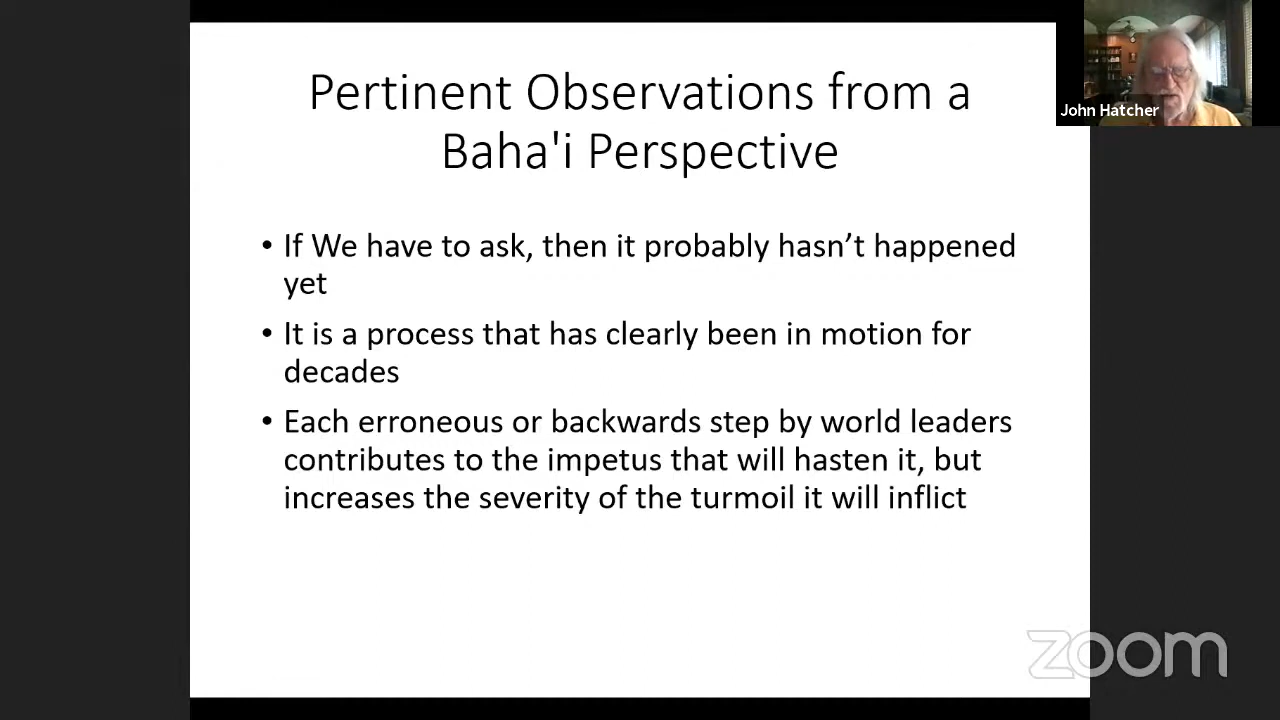 Pertinent Observations from a
Baha'i Perspective
John Hatcher
• If We have to ask, then it probably hasn’t happened
yet
• It is a process that has clearly been in motion for
decades
• Each erroneous or backwards step by world leaders
contributes to the impetus that will hasten it, but
increases the severity of the turmoil it will inflict
zoom